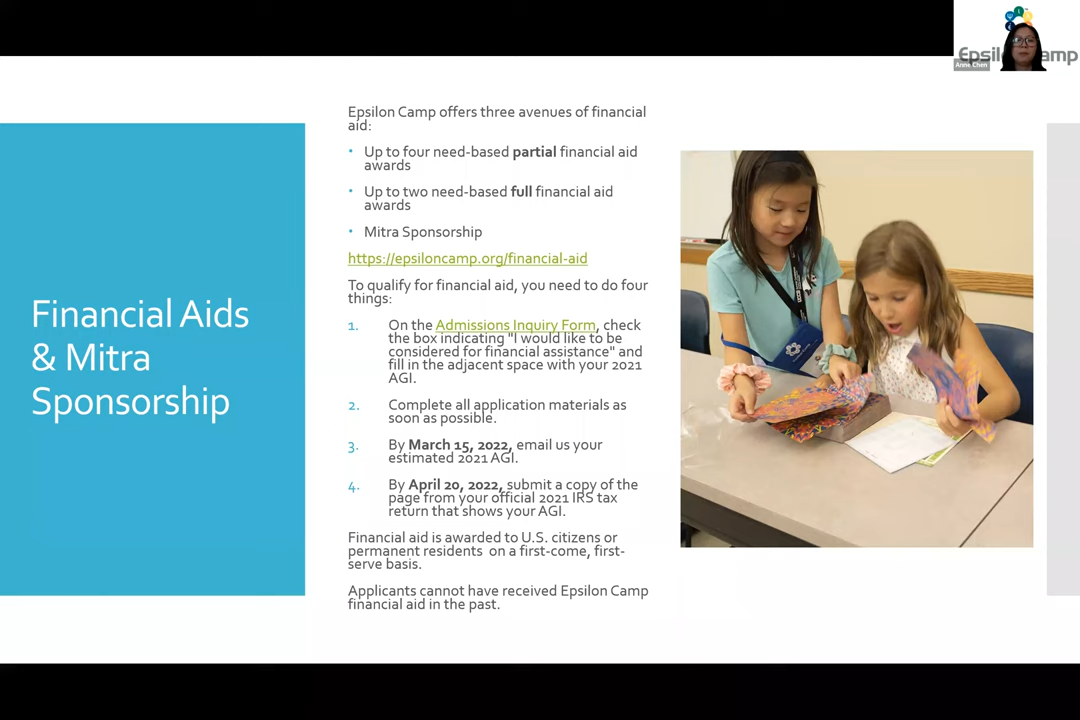 Epsilon Camp offers three avenues of financial
aid:
• Up to four need-based partial financial aid
awards
• Up to two need-based full financial aid
awards
• Mitra Sponsorship
https://epsiloncamp.org/financial-aid
To qualify for financial aid, you need to do four
things:
1. On the Admissions Inquiry Form, check
the box indicating "I would like to be
considered for financial assistance" and
fill in the adjacent space with your 2021
AGI.
2. Complete all application materials as
soon as possible.
3. By March 15, 2022, email us your
estimated 2021 AGI.
4. By April 20, 2022, submit a copy of the
page from your official 2021 IRS tax
return that shows your AGI.
Financial aid is awarded to U.S. citizens or
permanent residents on a first-come, first-
serve basis.
Applicants cannot have received Epsilon Camp
financial aid in the past.
Financial Aids
& Mitra
Sponsorship
Anne Chen